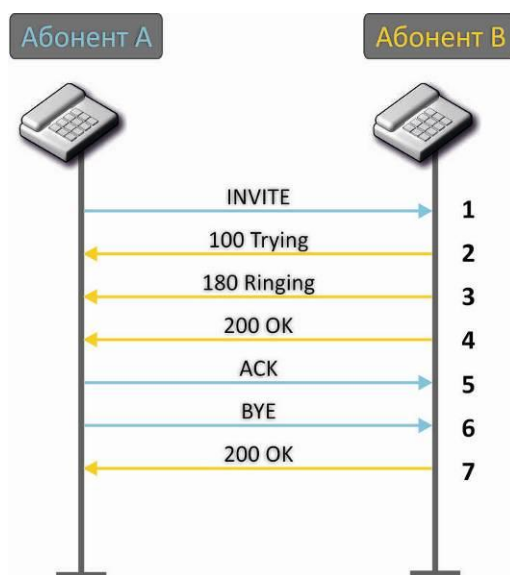 Абонент А
Абонент В
INVITE
1
100 Trying
2
180 Ringing
3
200 OK
4
ACK
5
BYE
6
200 OK
7